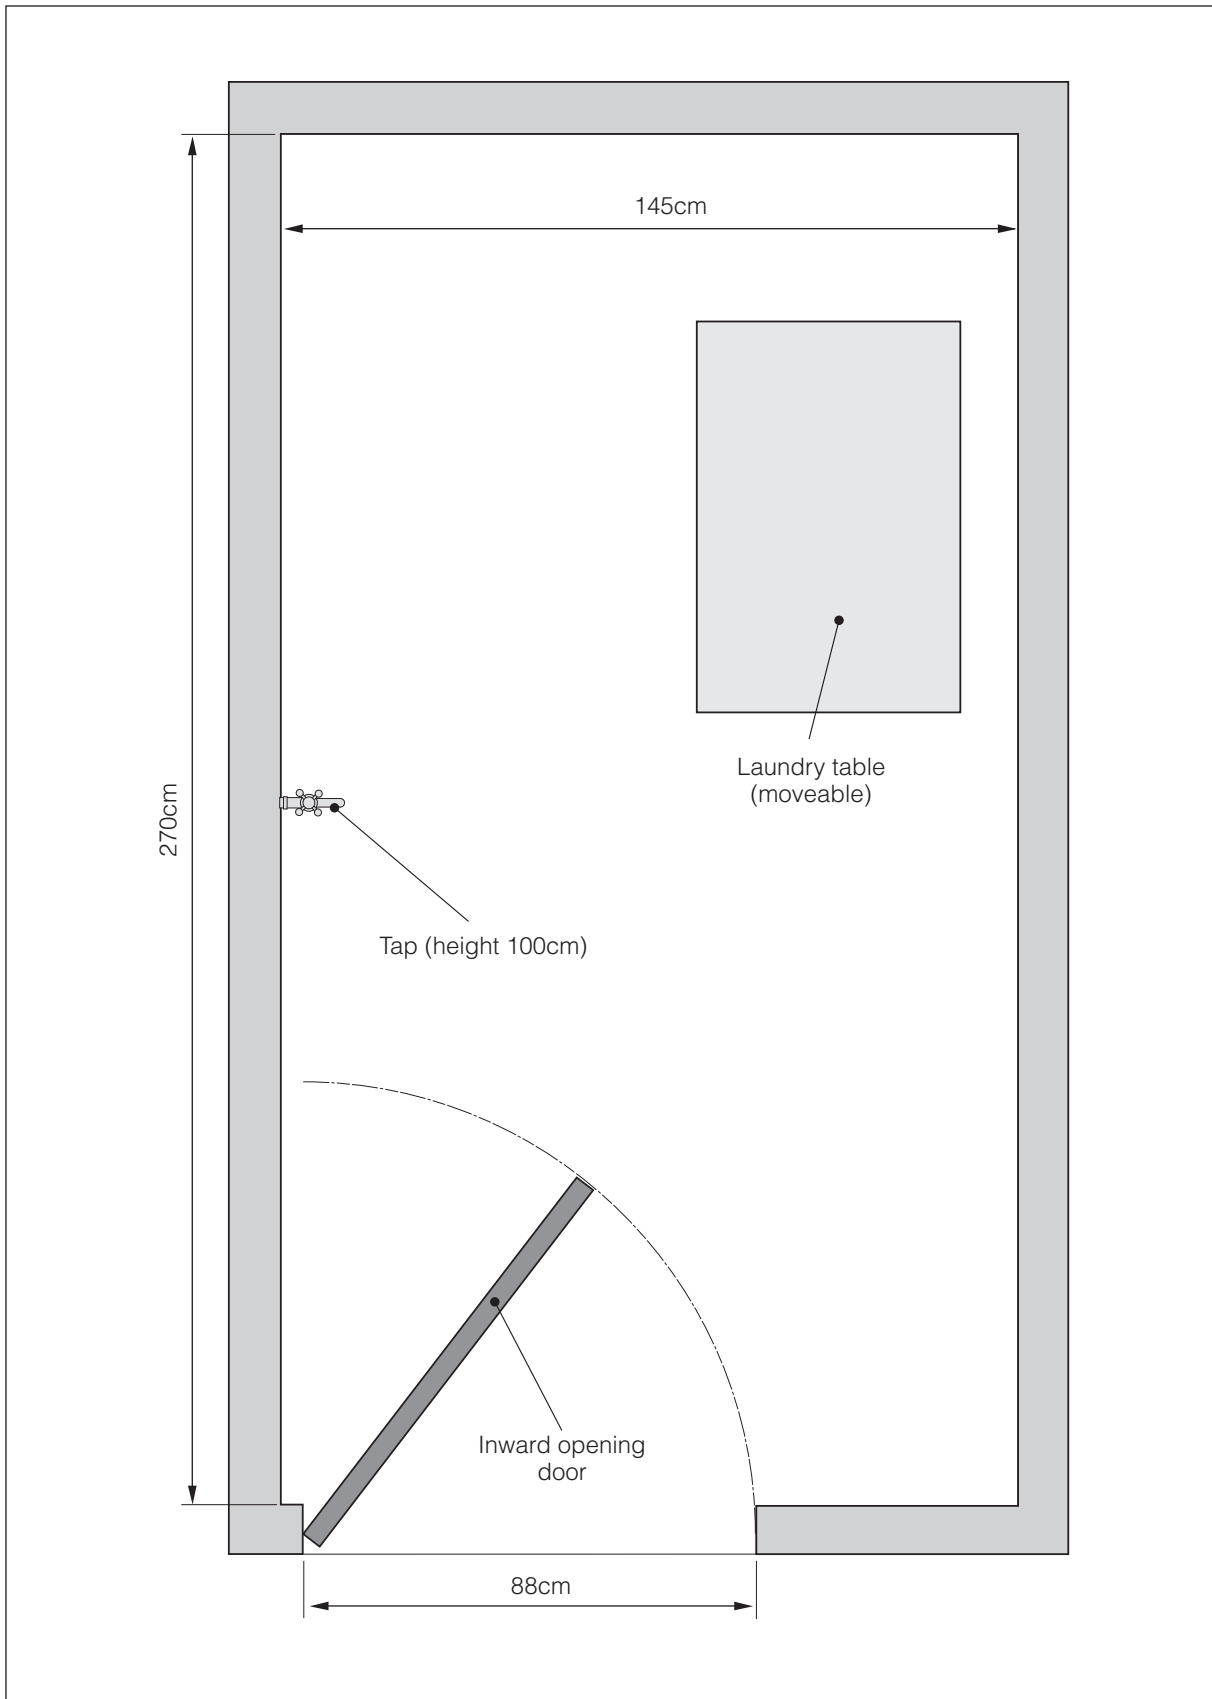 145cm
Laundry table
(moveable)
270cm
Tap (height 100cm)
Inward opening
door
88cm